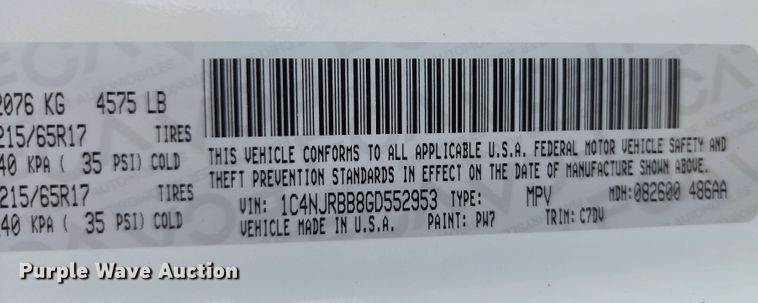 2076 KG 4575 LB
215/65R17 TIRES
40 KPA ( 35 PSI) COLD
215/65R17 TIRES
40 KPA ( 35 PSI) COLD
THIS VEHICLE CONFORMS TO ALL APPLICABLE U.S.A. FEDERAL MOTOR VEHICLE SAFETY AND
THEFT PREVENTION STANDARDS IN EFFECT ON THE DATE OF MANUFACTURE SHOWN ABOVE.
VIN: 1C4NJRBB8GD552953 TYPE: MPV MDH:082600 486AA
VEHICLE MADE IN U.S.A. PAINT: PW7 TRIM: C7DV
Purple Wave Auction